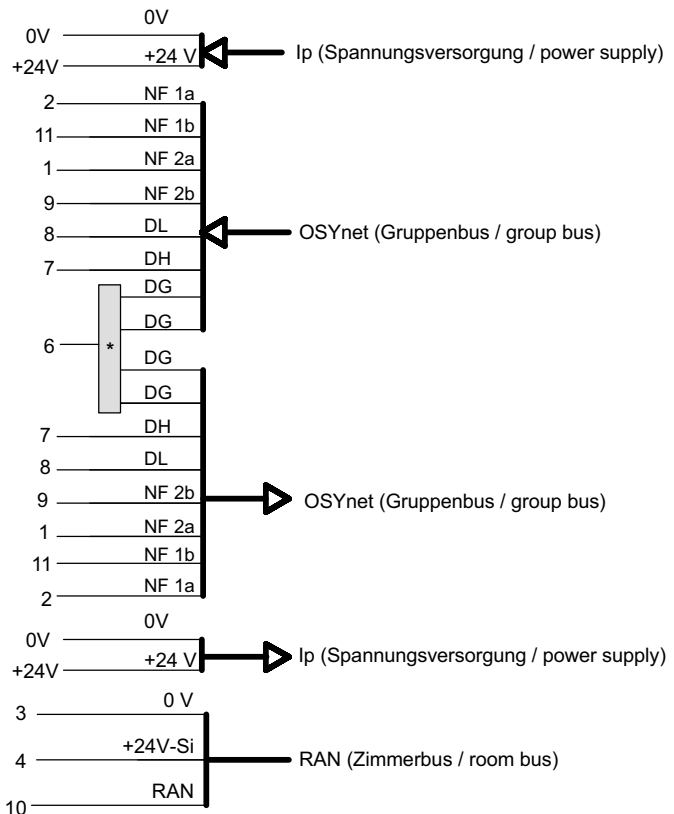 0V
0V
+24 V
+24V
Ip (Spannungsversorgung / power supply)
2 NF 1a
11 NF 1b
1 NF 2a
9 NF 2b
8 DL
OSYnet (Gruppenbus / group bus)
7 DH
DG
DG
6 *
DG
DG
7 DH
8 DL
9 NF 2b
OSYnet (Gruppenbus / group bus)
1 NF 2a
11 NF 1b
2 NF 1a
0V
0V
+24 V
+24V
Ip (Spannungsversorgung / power supply)
3 0 V
4 +24V-Si
RAN (Zimmerbus / room bus)
10 RAN